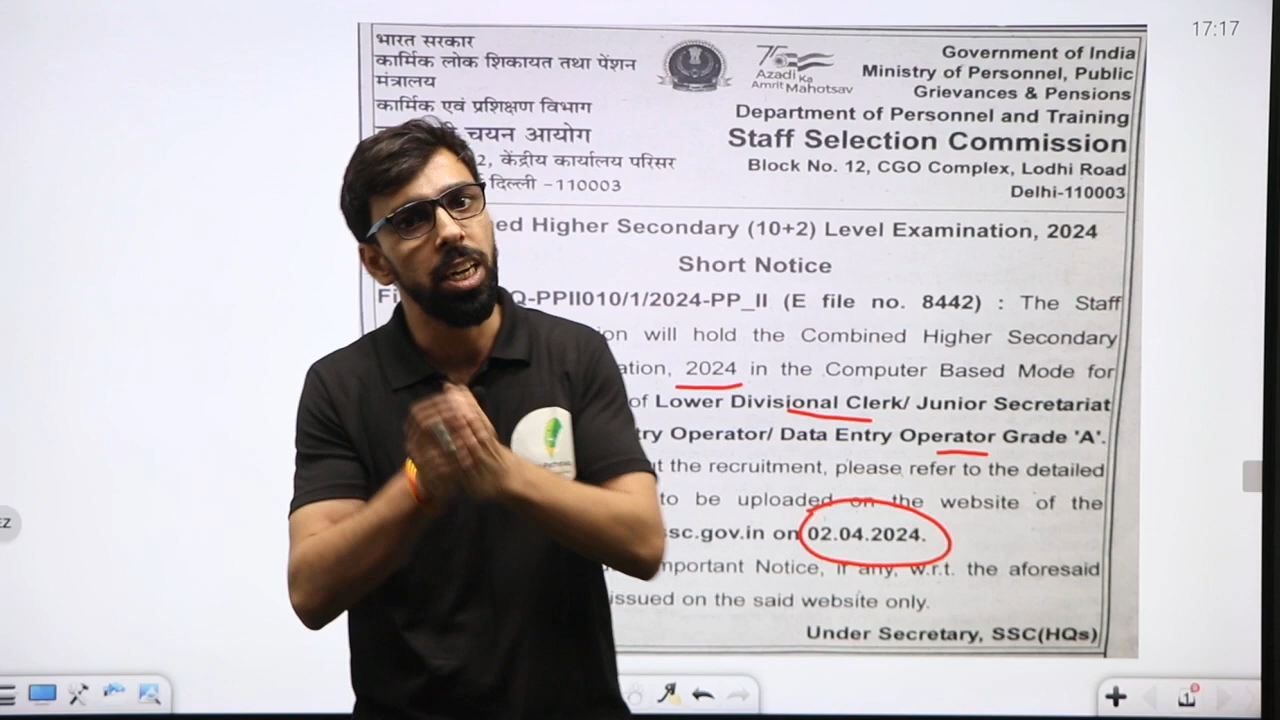 17:17
भारत सरकार
कार्मिक लोक शिकायत तथा पेंशन
मंत्रालय
कार्मिक एवं प्रशिक्षण विभाग
चयन आयोग
2, केंद्रीय कार्यालय परिसर
दिल्ली -110003
75
Azadi Ka
Amrit Mahotsav
Government of India
Ministry of Personnel, Public
Grievances & Pensions
Department of Personnel and Training
Staff Selection Commission
Block No. 12, CGO Complex, Lodhi Road
Delhi-110003
ed Higher Secondary (10+2) Level Examination, 2024
Short Notice
Fi Q-PPII010/1/2024-PP_II (E file no. 8442) : The Staff
on will hold the Combined Higher Secondary
ation, 2024 in the Computer Based Mode for
of Lower Divisional Clerk/ Junior Secretariat
try Operator/ Data Entry Operator Grade 'A'.
t the recruitment, please refer to the detailed
to be uploaded on the website of the
ssc.gov.in on 02.04.2024.
mportant Notice, if any, w.r.t. the aforesaid
issued on the said website only.
Under Secretary, SSC(HQs)
EZ
1